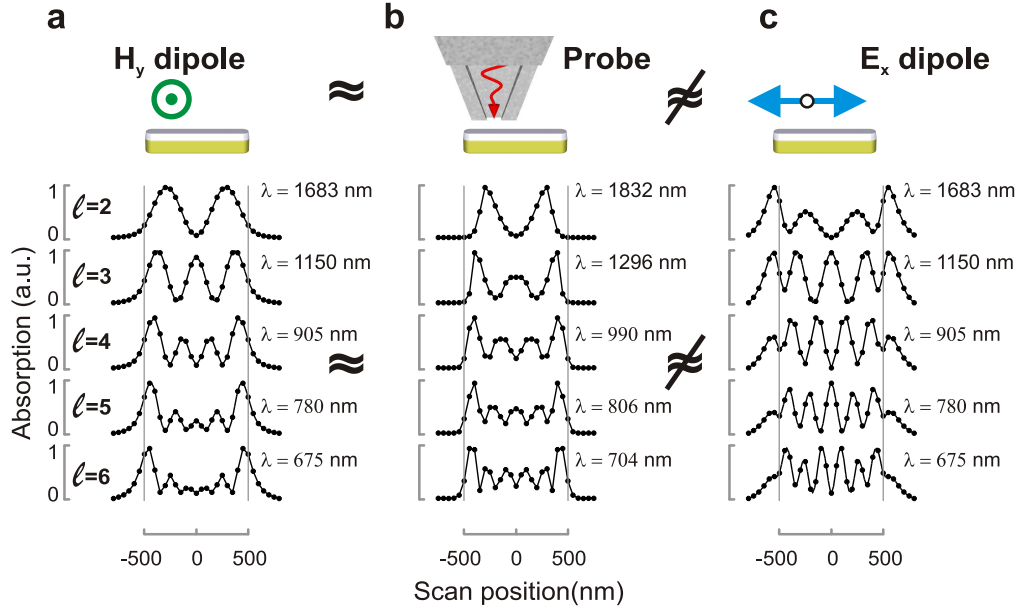 a
b
c
H_y dipole
Probe
E_x dipole
≈
≉
Absorption (a.u.)
1
0
ℓ=2
λ = 1683 nm
λ = 1832 nm
λ = 1683 nm
1
0
ℓ=3
λ = 1150 nm
λ = 1296 nm
λ = 1150 nm
1
0
ℓ=4
λ = 905 nm
≈
λ = 990 nm
≉
λ = 905 nm
1
0
ℓ=5
λ = 780 nm
λ = 806 nm
λ = 780 nm
1
0
ℓ=6
λ = 675 nm
λ = 704 nm
λ = 675 nm
-500 0 500
-500 0 500
-500 0 500
Scan position(nm)